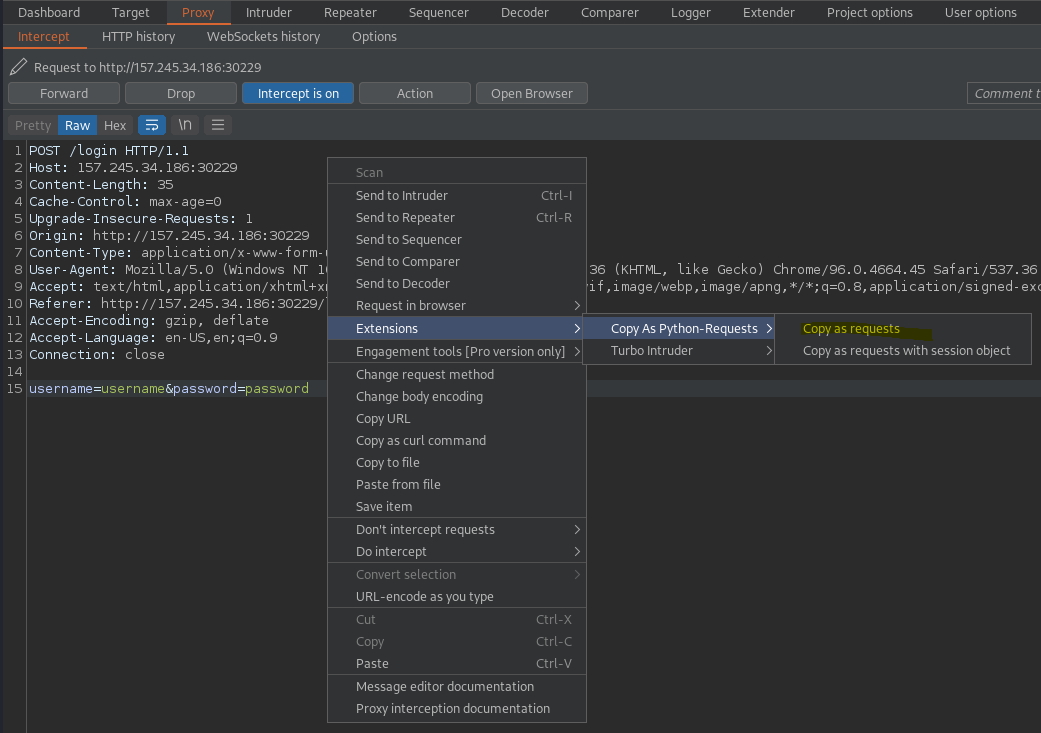 Dashboard Target Proxy Intruder Repeater Sequencer Decoder Comparer Logger Extender Project options User options
Intercept HTTP history WebSockets history Options
Request to http://157.245.34.186:30229
Forward Drop Intercept is on Action Open Browser Comment t
Pretty Raw Hex \n
1 POST /login HTTP/1.1
2 Host: 157.245.34.186:30229
3 Content-Length: 35
4 Cache-Control: max-age=0
5 Upgrade-Insecure-Requests: 1
6 Origin: http://157.245.34.186:30229
7 Content-Type: application/x-www-form-
8 User-Agent: Mozilla/5.0 (Windows NT 10 36 (KHTML, like Gecko) Chrome/96.0.4664.45 Safari/537.36
9 Accept: text/html,application/xhtml+xm vif,image/webp,image/apng,*/*;q=0.8,application/signed-exc
10 Referer: http://157.245.34.186:30229/
11 Accept-Encoding: gzip, deflate
12 Accept-Language: en-US,en;q=0.9
13 Connection: close
14
15 username=username&password=password
Scan
Send to Intruder Ctrl-I
Send to Repeater Ctrl-R
Send to Sequencer
Send to Comparer
Send to Decoder
Request in browser >
Extensions >
Engagement tools [Pro version only] >
Change request method
Change body encoding
Copy URL
Copy as curl command
Copy to file
Paste from file
Save item
Don't intercept requests >
Do intercept >
Convert selection >
URL-encode as you type
Cut Ctrl-X
Copy Ctrl-C
Paste Ctrl-V
Message editor documentation
Proxy interception documentation
Copy As Python-Requests >
Turbo Intruder >
Copy as requests
Copy as requests with session object